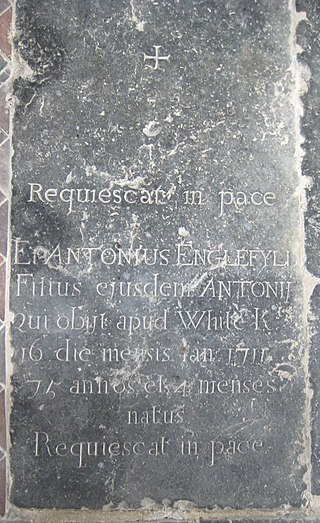 Requiescat in pace
Et ANTONIUS ENGLEFYLD
Filius ejusdem ANTONIJ
Qui obijt apud White K
16 die mensis Jan: 1711
75 annos et 4 menses
natus
Requiescat in pace